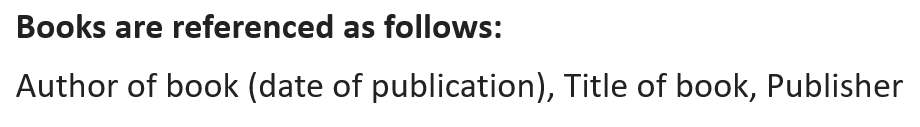 Books are referenced as follows:
Author of book (date of publication), Title of book, Publisher